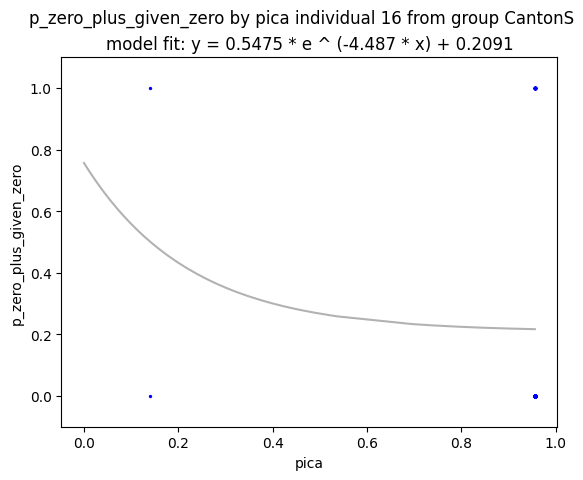 p_zero_plus_given_zero by pica individual 16 from group CantonS
model fit: y = 0.5475 * e ^ (-4.487 * x) + 0.2091
1.0
0.8
0.6
0.4
0.2
0.0
p_zero_plus_given_zero
0.0 0.2 0.4 0.6 0.8 1.0
pica